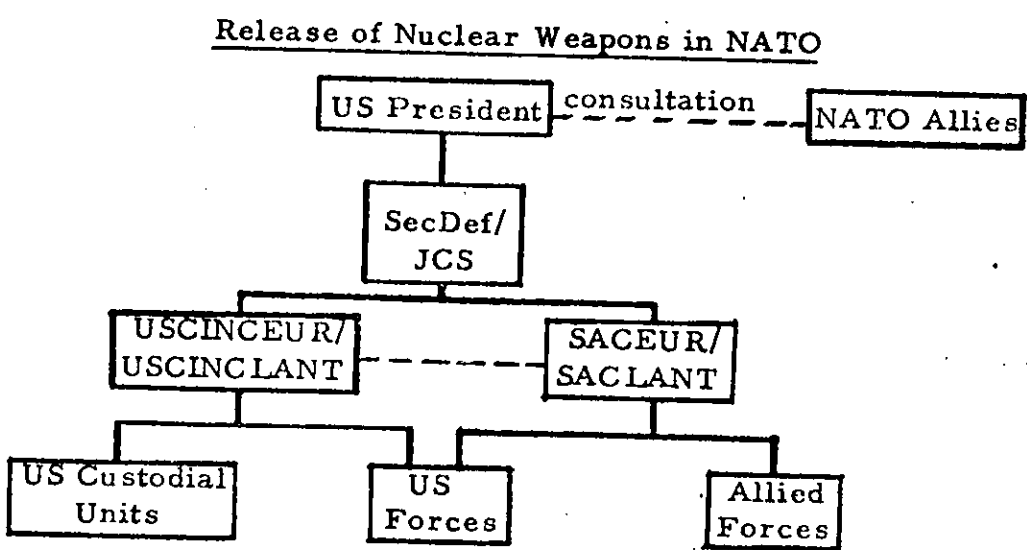 Release of Nuclear Weapons in NATO
US President
consultation
NATO Allies
SecDef/
JCS
USCINCEUR/
USCINCLANT
SACEUR/
SACLANT
US Custodial
Units
US
Forces
Allied
Forces